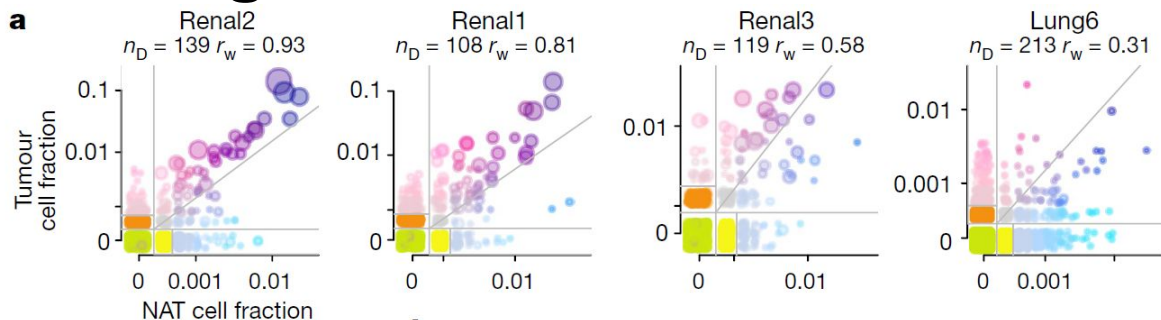 a
Renal2
n_D = 139 r_w = 0.93
Renal1
n_D = 108 r_w = 0.81
Renal3
n_D = 119 r_w = 0.58
Lung6
n_D = 213 r_w = 0.31
Tumour
cell fraction
0.1
0.01
0
0 0.001 0.01
NAT cell fraction
0.1
0.01
0
0 0.01
0.01
0
0 0.01
0.01
0.001
0
0 0.001